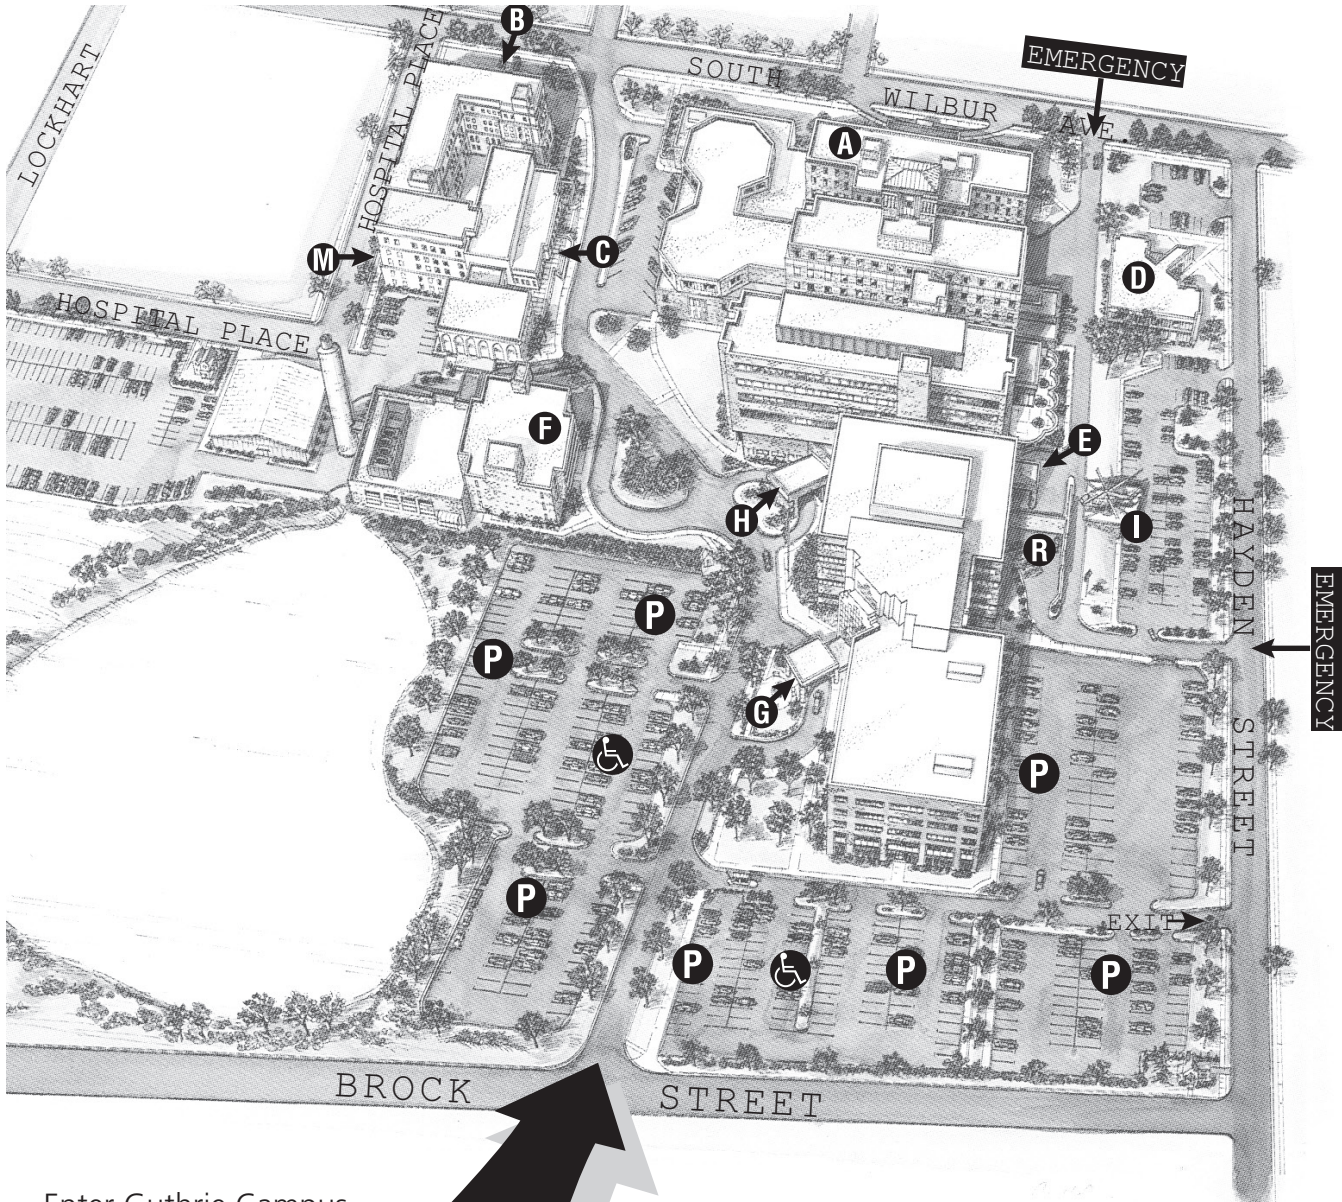 B
EMERGENCY
SOUTH WILBUR AVE.
LOCKHART
HOSPITAL PLACE
A
M
C
D
HOSPITAL PLACE
F
E
H
I
R
HAYDEN STREET
EMERGENCY
P
P
G
P
P
EXIT
P
P
P
BROCK STREET
Enter Guthrie Campus